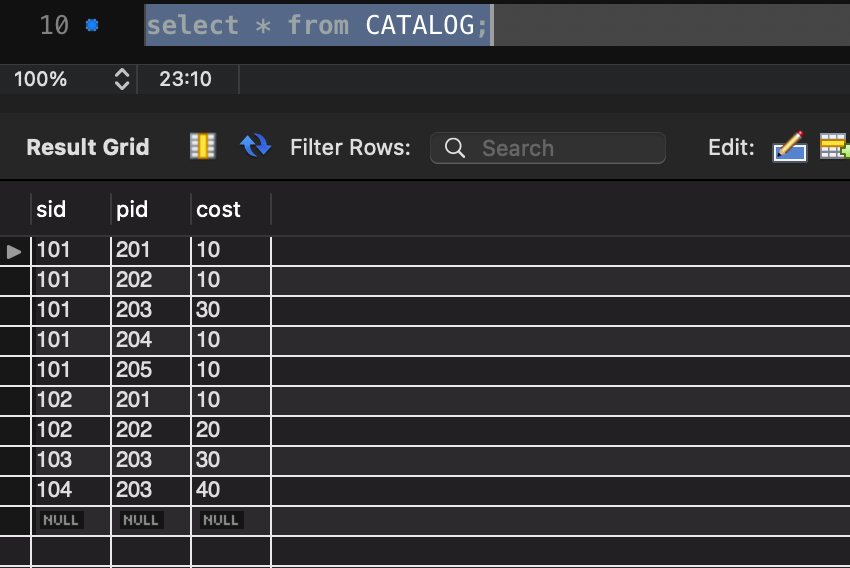 10 select * from CATALOG;
100% 23:10
Result Grid Filter Rows: Search Edit:
sid pid cost
101 201 10
101 202 10
101 203 30
101 204 10
101 205 10
102 201 10
102 202 20
103 203 30
104 203 40
NULL NULL NULL